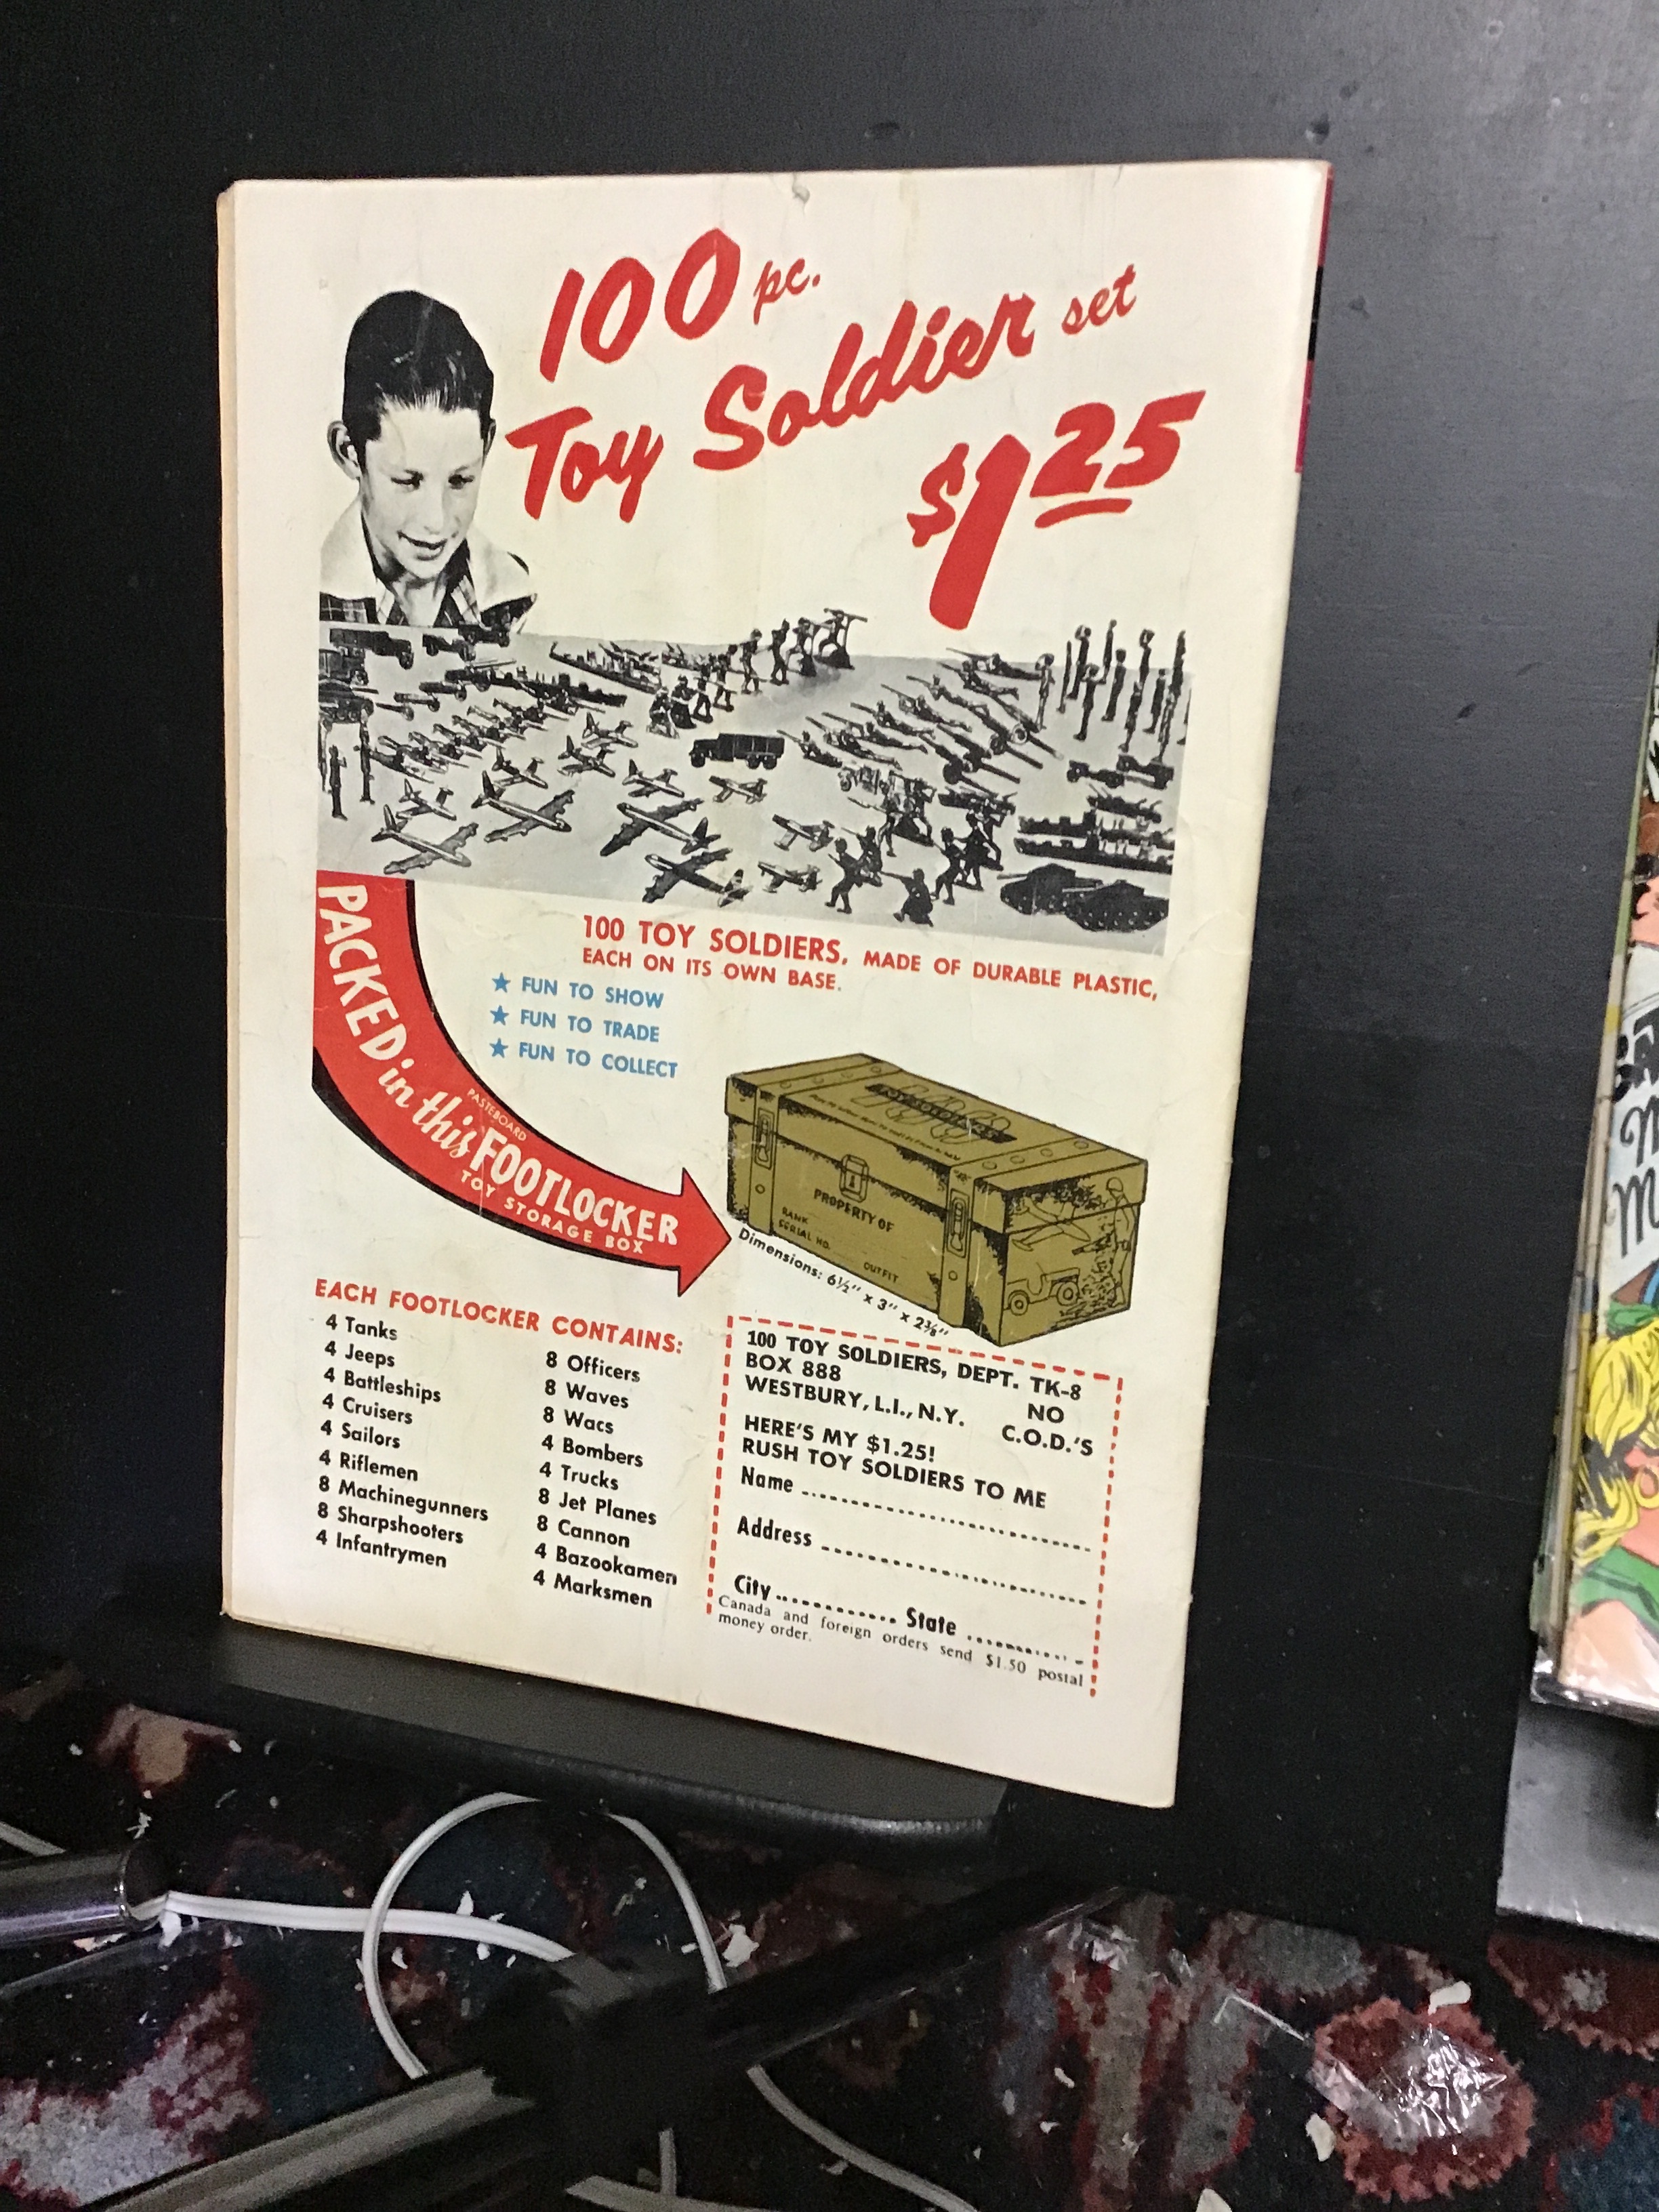 100 pc.
Toy Soldier set
$1 25
100 TOY SOLDIERS, MADE OF DURABLE PLASTIC,
EACH ON ITS OWN BASE.
★ FUN TO SHOW
★ FUN TO TRADE
★ FUN TO COLLECT
PACKED in this
PASTEBOARD
FOOTLOCKER
TOY STORAGE BOX
100
PROPERTY OF
RANK
SERIAL NO.
OUTFIT
Dimensions: 6½" x 3" x 2⅜"
EACH FOOTLOCKER CONTAINS:
4 Tanks
4 Jeeps
4 Battleships
4 Cruisers
4 Sailors
4 Riflemen
8 Machinegunners
8 Sharpshooters
4 Infantrymen
8 Officers
8 Waves
8 Wacs
4 Bombers
4 Trucks
8 Jet Planes
8 Cannon
4 Bazookamen
4 Marksmen
100 TOY SOLDIERS, DEPT. TK-8
BOX 888
WESTBURY, L.I., N.Y.
NO
C.O.D.'S
HERE'S MY $1.25!
RUSH TOY SOLDIERS TO ME
Name
Address
City State
Canada and foreign orders send $1.50 postal
money order.